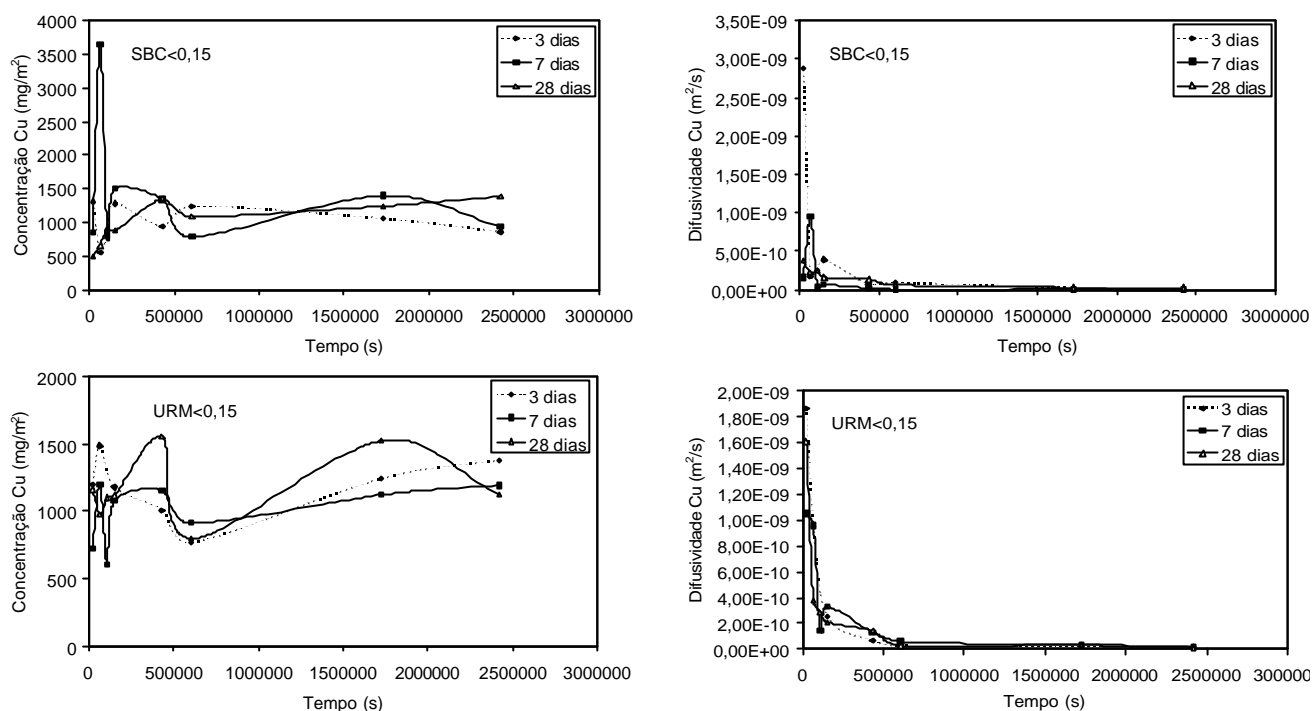 Concentração Cu (mg/m²)
4000
3500
3000
2500
2000
1500
1000
500
0
SBC<0,15
3 dias
7 dias
28 dias
0 500000 1000000 1500000 2000000 2500000 3000000
Tempo (s)
Difusividade Cu (m²/s)
3,50E-09
3,00E-09
2,50E-09
2,00E-09
1,50E-09
1,00E-09
5,00E-10
0,00E+00
SBC<0,15
3 dias
7 dias
28 dias
0 500000 1000000 1500000 2000000 2500000 3000000
Tempo (s)
Concentração Cu (mg/m²)
2000
1500
1000
500
0
URM<0,15
3 dias
7 dias
28 dias
0 500000 1000000 1500000 2000000 2500000 3000000
Tempo (s)
Difusividade Cu (m²/s)
2,00E-09
1,80E-09
1,60E-09
1,40E-09
1,20E-09
1,00E-09
8,00E-10
6,00E-10
4,00E-10
2,00E-10
0,00E+00
URM<0,15
3 dias
7 dias
28 dias
0 500000 1000000 1500000 2000000 2500000 3000000
Tempo (s)